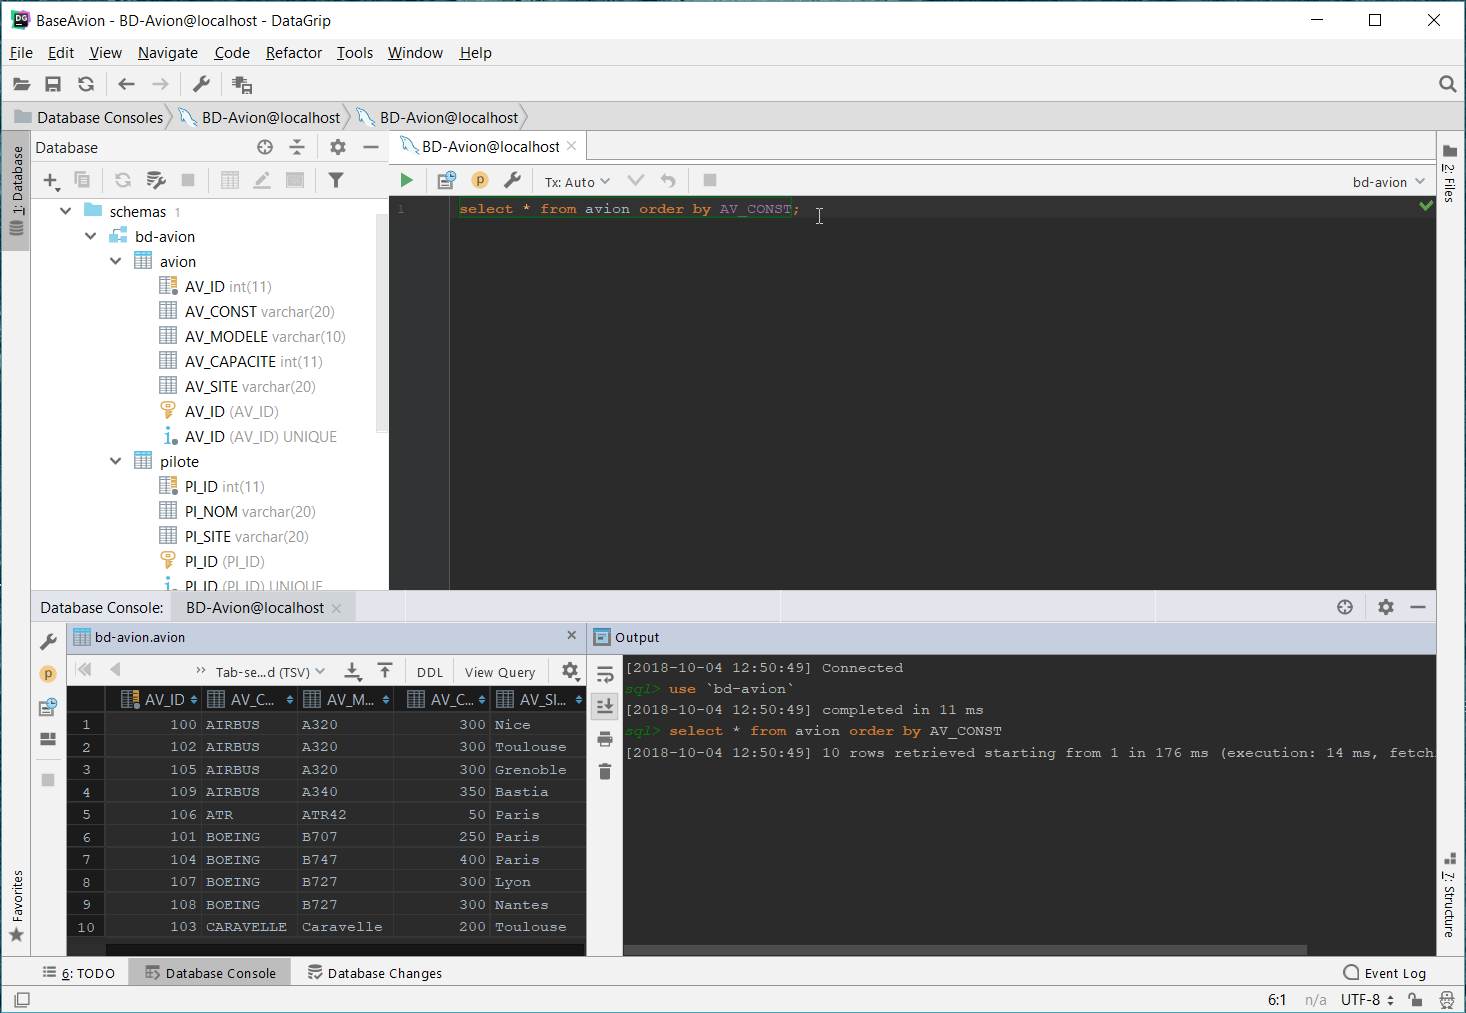 BaseAvion - BD-Avion@localhost - DataGrip
File Edit View Navigate Code Refactor Tools Window Help
Database Consoles BD-Avion@localhost BD-Avion@localhost
1: Database
Favorites
Database
schemas 1
bd-avion
avion
AV_ID int(11)
AV_CONST varchar(20)
AV_MODELE varchar(10)
AV_CAPACITE int(11)
AV_SITE varchar(20)
AV_ID (AV_ID)
AV_ID (AV_ID) UNIQUE
pilote
PI_ID int(11)
PI_NOM varchar(20)
PI_SITE varchar(20)
PI_ID (PI_ID)
PI_ID (PI_ID) UNIQUE
BD-Avion@localhost
p Tx: Auto bd-avion
1 select * from avion order by AV_CONST;
2: Files
7: Structure
Database Console: BD-Avion@localhost
bd-avion.avion
p
Tab-se...d (TSV) DDL View Query
AV_ID AV_C... AV_M... AV_C... AV_SI...
1 100 AIRBUS A320 300 Nice
2 102 AIRBUS A320 300 Toulouse
3 105 AIRBUS A320 300 Grenoble
4 109 AIRBUS A340 350 Bastia
5 106 ATR ATR42 50 Paris
6 101 BOEING B707 250 Paris
7 104 BOEING B747 400 Paris
8 107 BOEING B727 300 Lyon
9 108 BOEING B727 300 Nantes
10 103 CARAVELLE Caravelle 200 Toulouse
Output
[2018-10-04 12:50:49] Connected
sql> use `bd-avion`
[2018-10-04 12:50:49] completed in 11 ms
sql> select * from avion order by AV_CONST
[2018-10-04 12:50:49] 10 rows retrieved starting from 1 in 176 ms (execution: 14 ms, fetchi
6: TODO Database Console Database Changes Event Log
6:1 n/a UTF-8